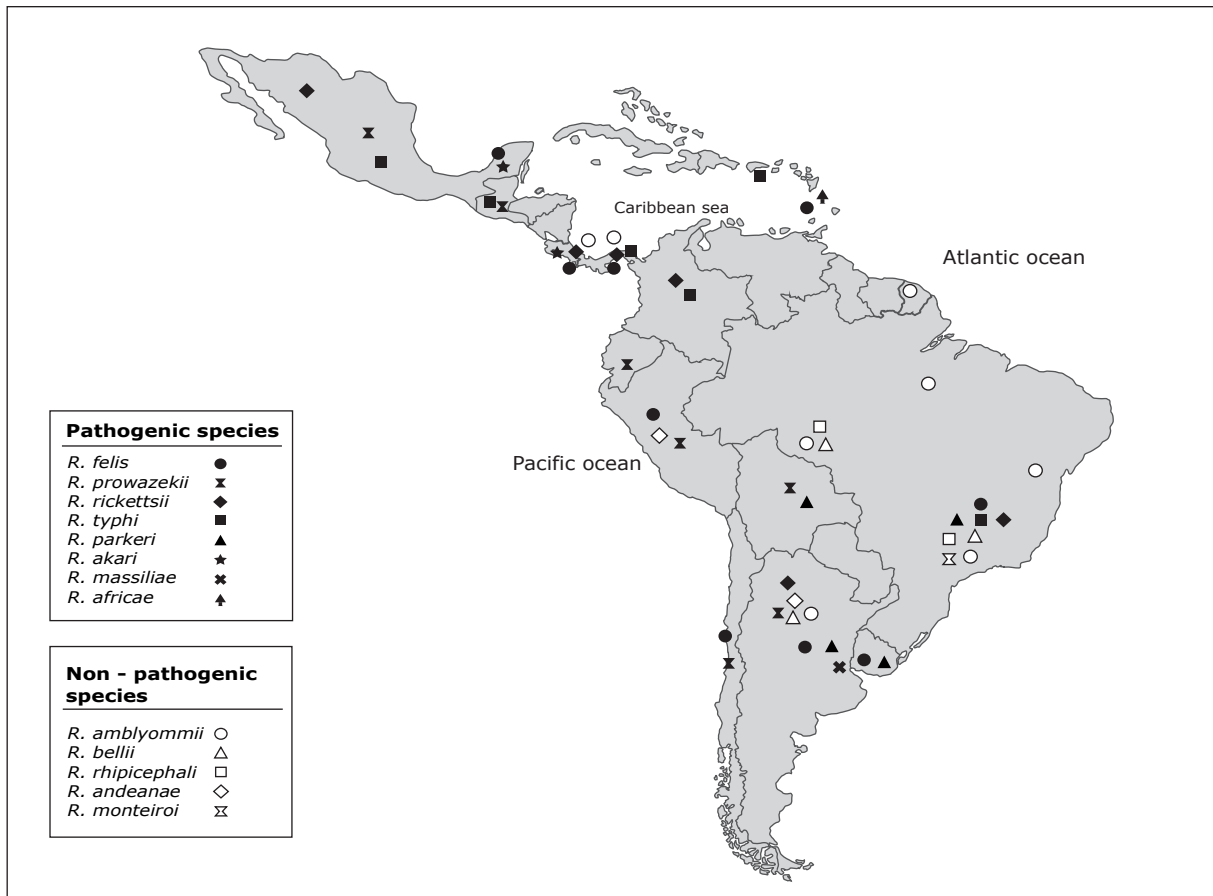 Caribbean sea
Atlantic ocean
Pacific ocean
Pathogenic species
R. felis
R. prowazekii
R. rickettsii
R. typhi
R. parkeri
R. akari
R. massiliae
R. africae
Non - pathogenic
species
R. amblyommii
R. bellii
R. rhipicephali
R. andeanae
R. monteiroi